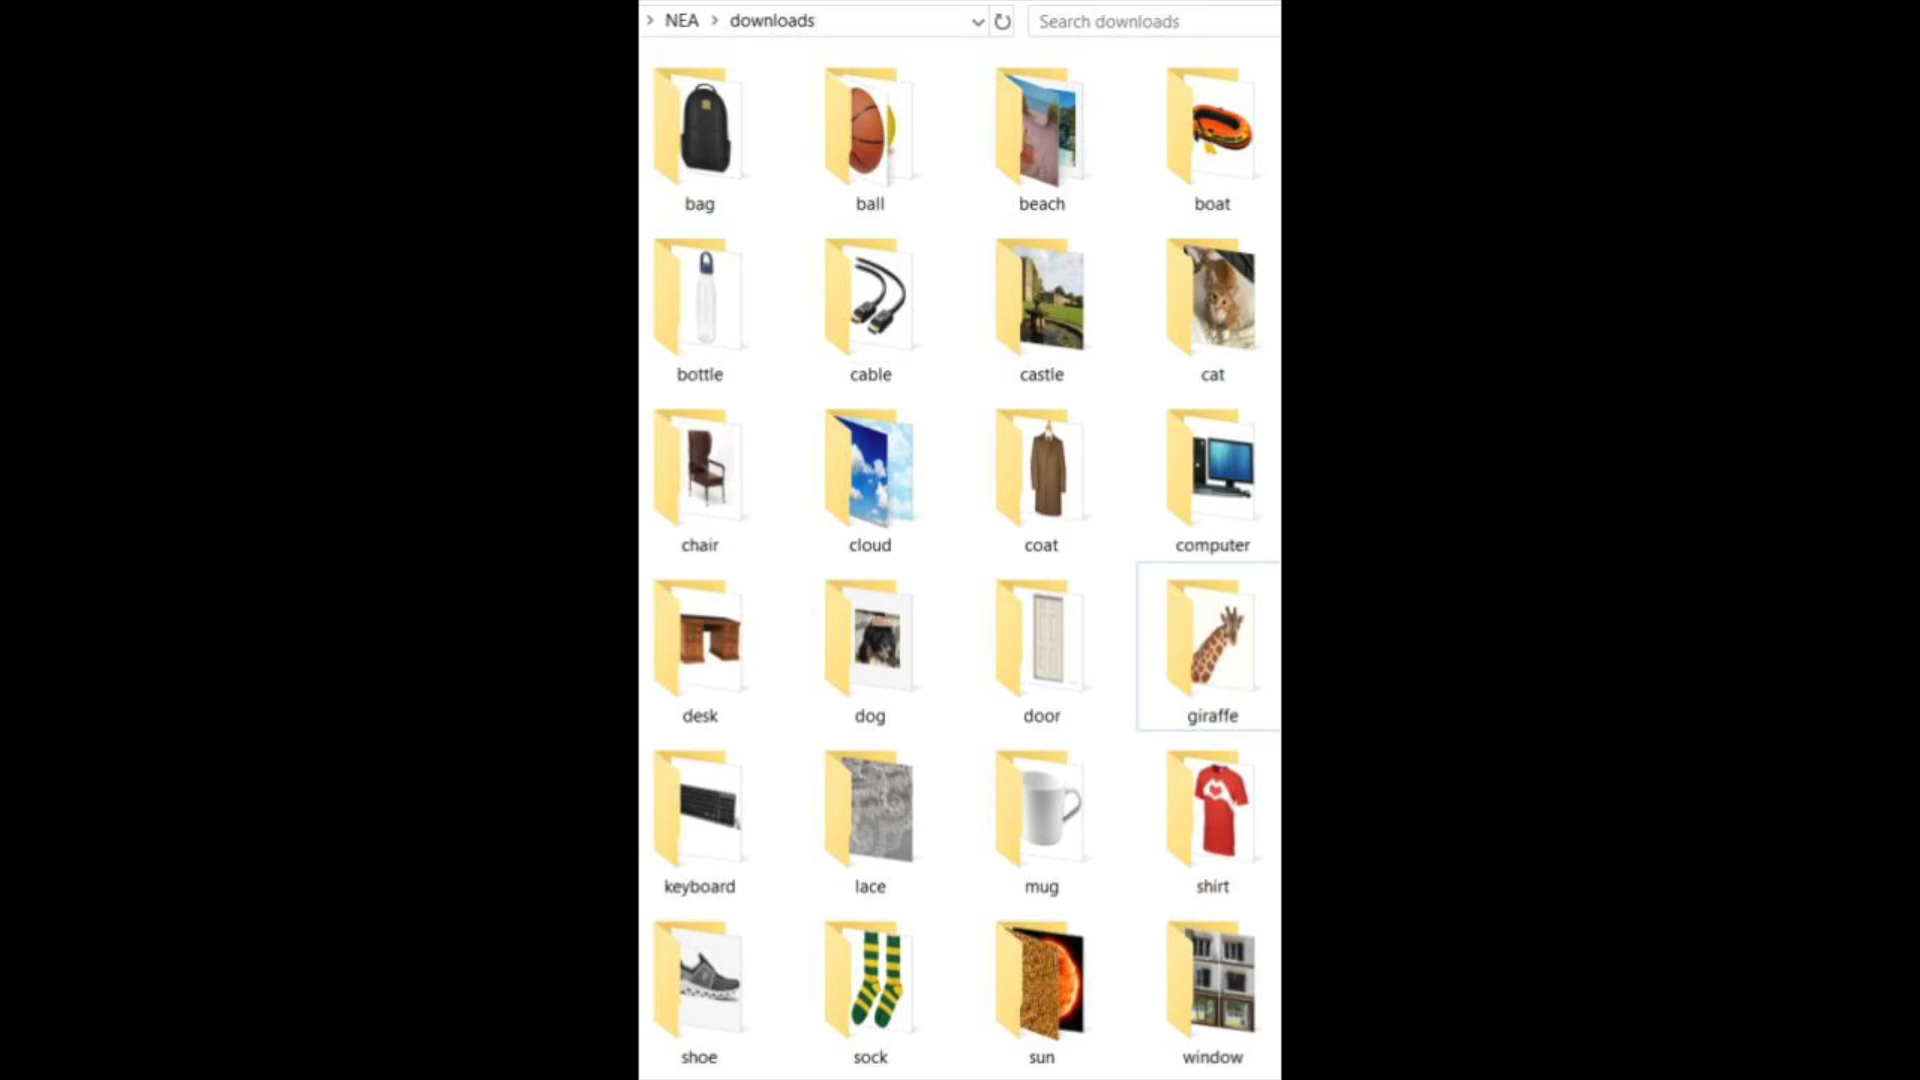 NEA > downloads
Search downloads
bag
ball
beach
boat
bottle
cable
castle
cat
chair
cloud
coat
computer
desk
dog
door
giraffe
keyboard
lace
mug
shirt
shoe
sock
sun
window